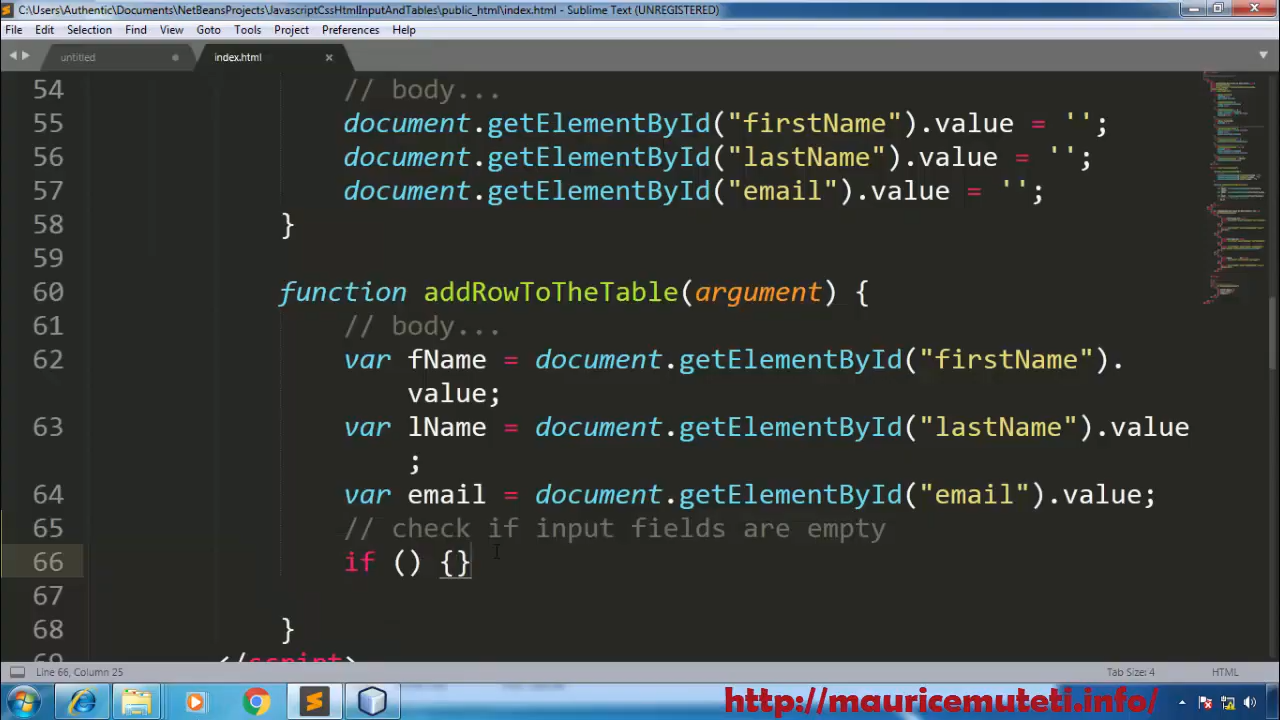 C:\Users\Authentic\Documents\NetBeansProjects\JavascriptCssHtmlInputAndTables\public_html\index.html - Sublime Text (UNREGISTERED)
File Edit Selection Find View Goto Tools Project Preferences Help
untitled index.html
54 // body...
55 document.getElementById("firstName").value = '';
56 document.getElementById("lastName").value = '';
57 document.getElementById("email").value = '';
58 }
59
60 function addRowToTheTable(argument) {
61 // body...
62 var fName = document.getElementById("firstName").
value;
63 var lName = document.getElementById("lastName").value
;
64 var email = document.getElementById("email").value;
65 // check if input fields are empty
66 if () {}
67
68 }
69 </script>
Line 66, Column 25 Tab Size: 4 HTML
http://mauricemuteti.info/